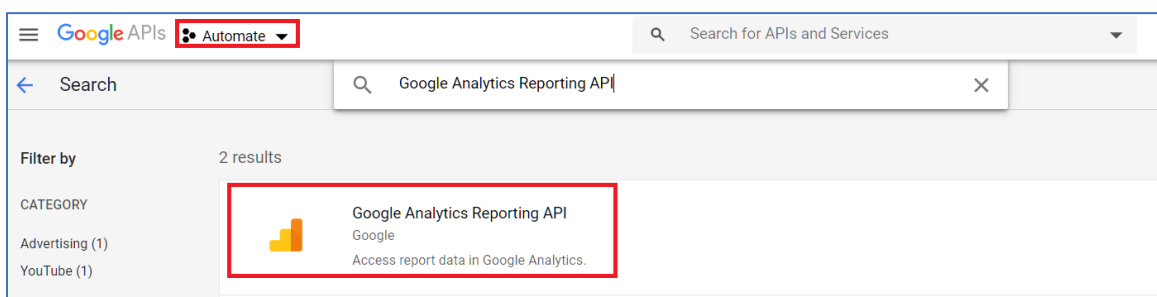 Google APIs Automate Search for APIs and Services
Search Google Analytics Reporting API
Filter by 2 results
CATEGORY
Google Analytics Reporting API
Google
Advertising (1)
Access report data in Google Analytics.
YouTube (1)